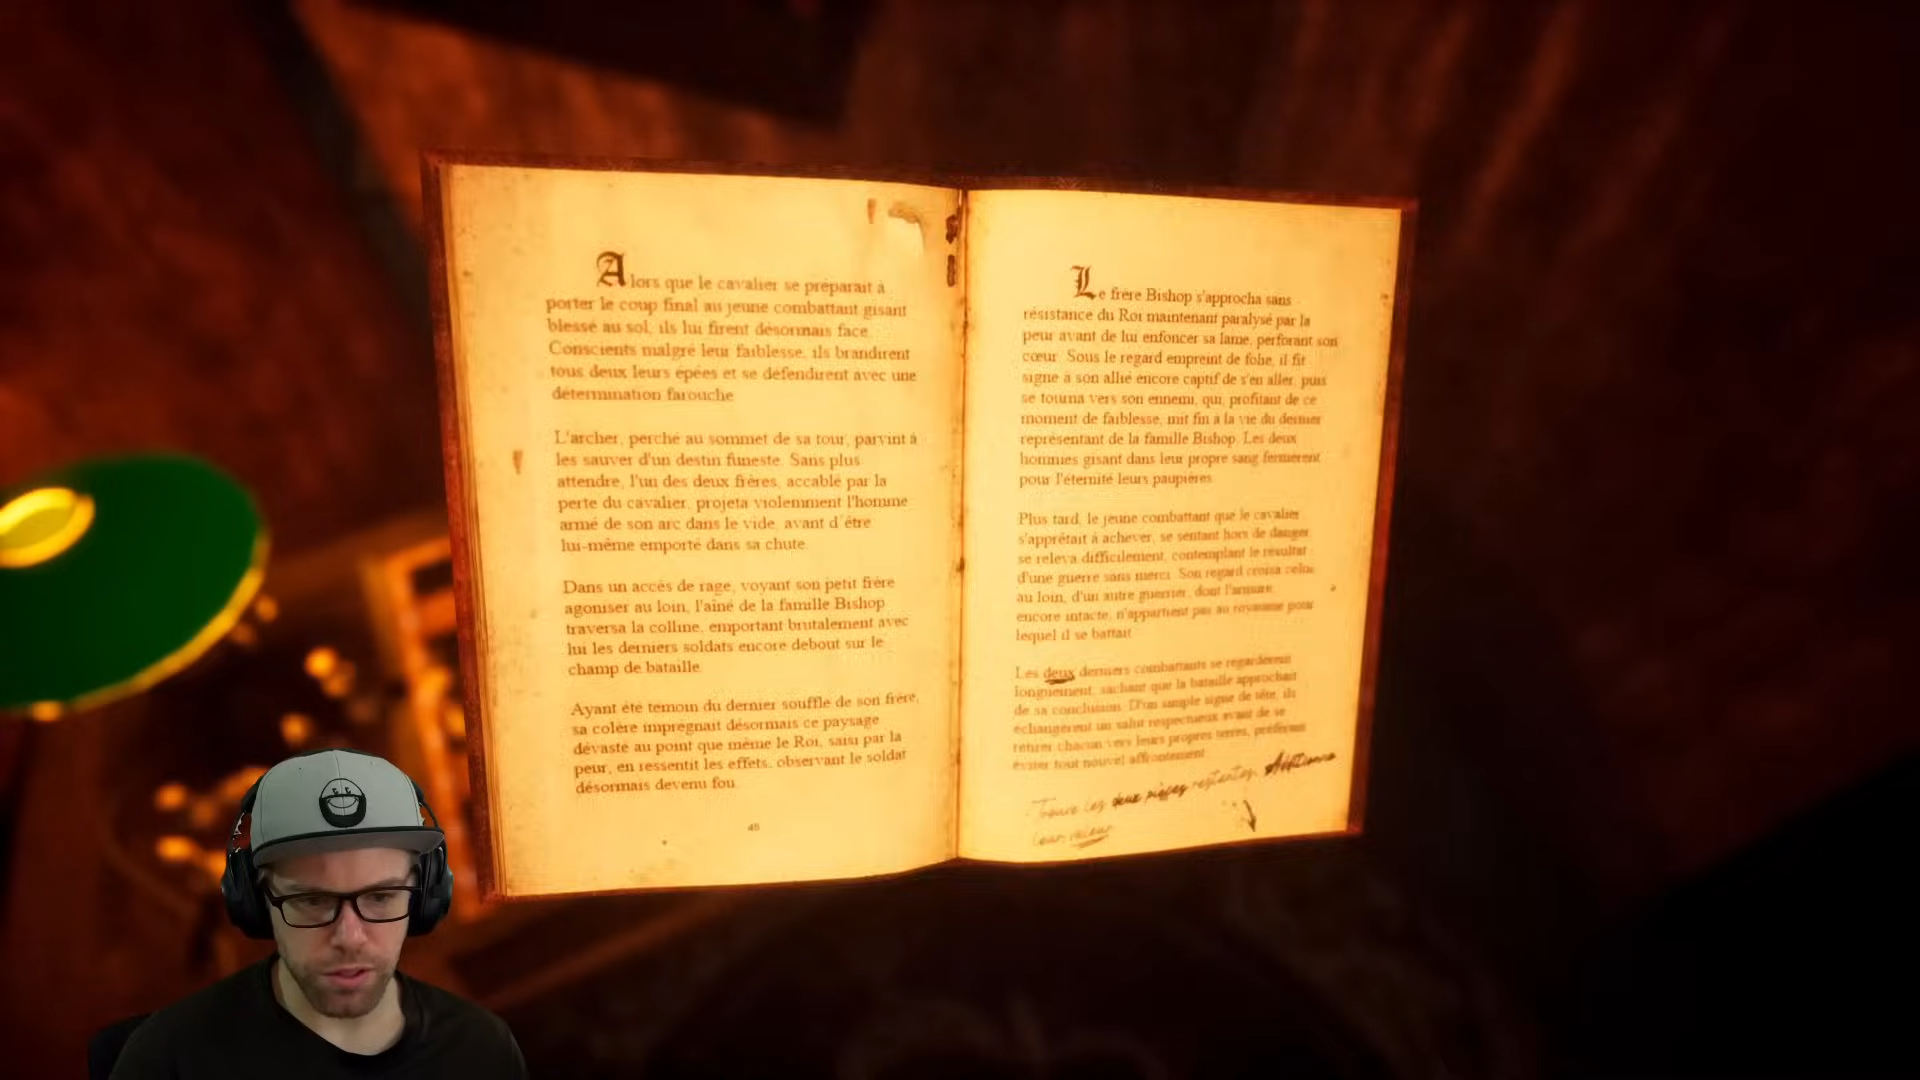 Alors que le cavalier se préparait à
porter le coup final au jeune combattant gisant
blessé au sol, ils lui firent désormais face.
Conscients malgré leur faiblesse, ils brandirent
tous deux leurs épées et se défendirent avec une
détermination farouche.
L'archer, perché au sommet de sa tour, parvint à
les sauver d'un destin funeste. Sans plus
attendre, l'un des deux frères, accablé par la
perte du cavalier, projeta violemment l'homme
armé de son arc dans le vide, avant d'être
lui-même emporté dans sa chute.
Dans un accès de rage, voyant son petit frère
agoniser au loin, l'aîné de la famille Bishop
traversa la colline, emportant brutalement avec
lui les derniers soldats encore debout sur le
champ de bataille.
Ayant été témoin du dernier souffle de son frère,
sa colère imprégnait désormais ce paysage
dévasté au point que même le Roi, saisi par la
peur, en ressentit les effets, observant le soldat
désormais devenu fou.
48
Le frère Bishop s'approcha sans
résistance du Roi maintenant paralysé par la
peur avant de lui enfoncer sa lame, perforant son
cœur. Sous le regard empreint de folie, il fit
signe à son allié encore captif de s'en aller, puis
se tourna vers son ennemi, qui, profitant de ce
moment de faiblesse, mit fin à la vie du dernier
représentant de la famille Bishop. Les deux
hommes gisant dans leur propre sang fermèrent
pour l'éternité leurs paupières.
Plus tard, le jeune combattant que le cavalier
s'apprêtait à achever, se sentant hors de danger,
se releva difficilement, contemplant le résultat
d'une guerre sans merci. Son regard croisa celui
au loin, d'un autre guerrier, dont l'armure,
encore intacte, n'appartient pas au royaume pour
lequel il se battait.
Les deux derniers combattants se regardèrent
longuement, sachant que la bataille approchait
de sa conclusion. D'un simple signe de tête, ils
échangèrent un salut respectueux avant de se
retirer chacun vers leurs propres terres, préférant
éviter tout nouvel affrontement.
Trouve les deux pièces restantes. Additionne
leur valeur